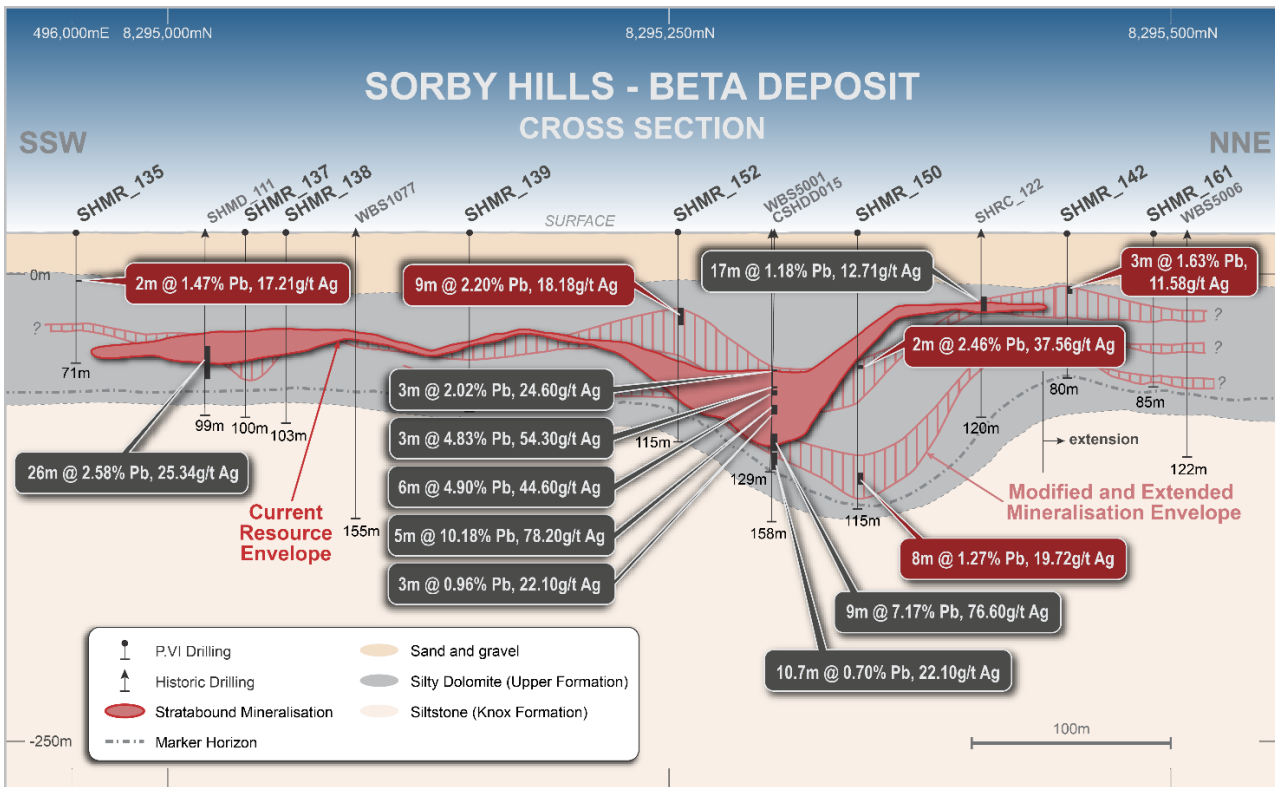 496,000mE 8,295,000mN 8,295,250mN 8,295,500mN
SORBY HILLS - BETA DEPOSIT
CROSS SECTION
SSW
NNE
SHMR_135
SHMD_111
SHMR_137
SHMR_138
WBS1077
SHMR_139
SURFACE
SHMR_152
WBS5001
CSHDD015
SHMR_150
SHRC_122
SHMR_142
SHMR_161
WBS5006
0m
2m @ 1.47% Pb, 17.21g/t Ag
9m @ 2.20% Pb, 18.18g/t Ag
17m @ 1.18% Pb, 12.71g/t Ag
3m @ 1.63% Pb,
11.58g/t Ag
?
?
?
?
2m @ 2.46% Pb, 37.56g/t Ag
71m
99m
100m
103m
155m
115m
129m
158m
115m
120m
80m
85m
122m
extension
3m @ 2.02% Pb, 24.60g/t Ag
3m @ 4.83% Pb, 54.30g/t Ag
6m @ 4.90% Pb, 44.60g/t Ag
5m @ 10.18% Pb, 78.20g/t Ag
3m @ 0.96% Pb, 22.10g/t Ag
26m @ 2.58% Pb, 25.34g/t Ag
Current
Resource
Envelope
Modified and Extended
Mineralisation Envelope
8m @ 1.27% Pb, 19.72g/t Ag
9m @ 7.17% Pb, 76.60g/t Ag
10.7m @ 0.70% Pb, 22.10g/t Ag
P.VI Drilling
Historic Drilling
Stratabound Mineralisation
Marker Horizon
Sand and gravel
Silty Dolomite (Upper Formation)
Siltstone (Knox Formation)
-250m
100m